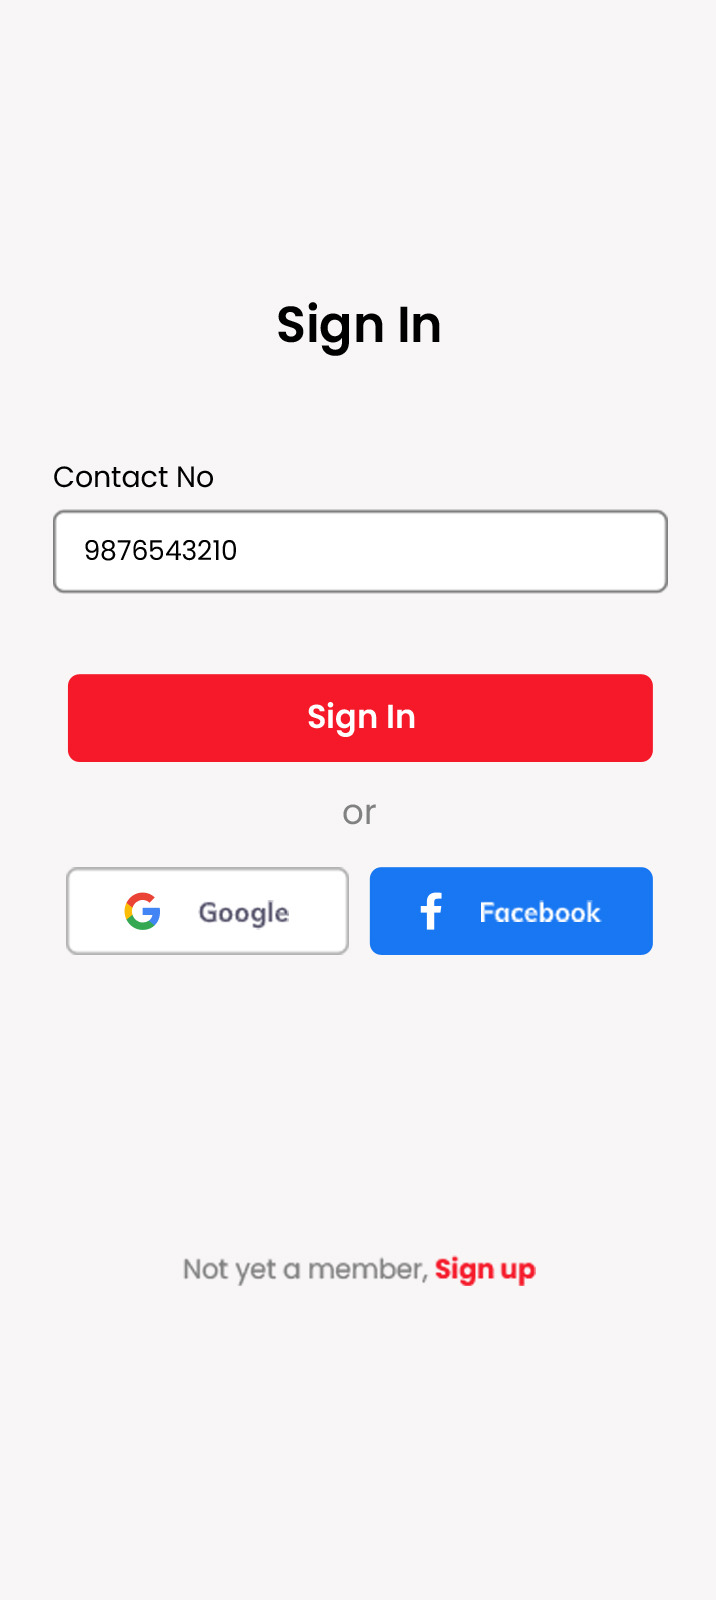 Sign In
Contact No
9876543210
Sign In
or
Google Facebook
Not yet a member, Sign up